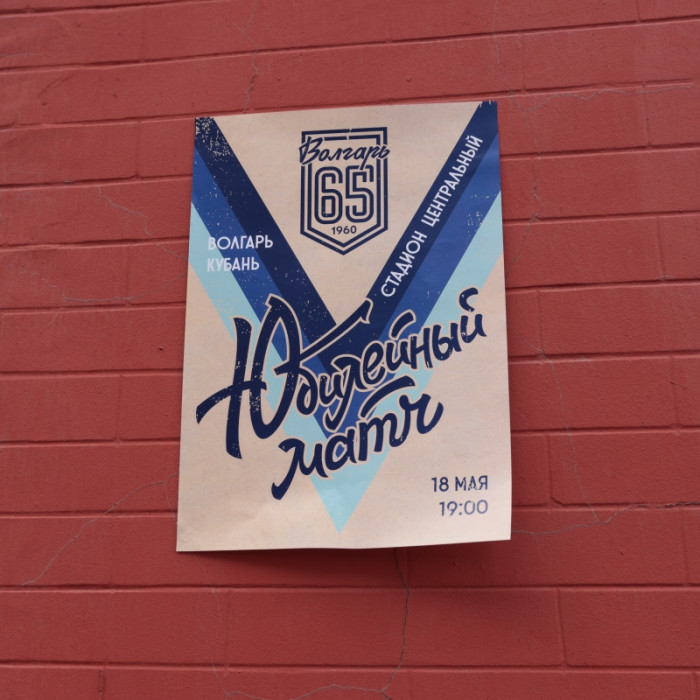 Волгарь
65
1960
ВОЛГАРЬ
КУБАНЬ
СТАДИОН ЦЕНТРАЛЬНЫЙ
Юбилейный
матч
18 МАЯ
19:00